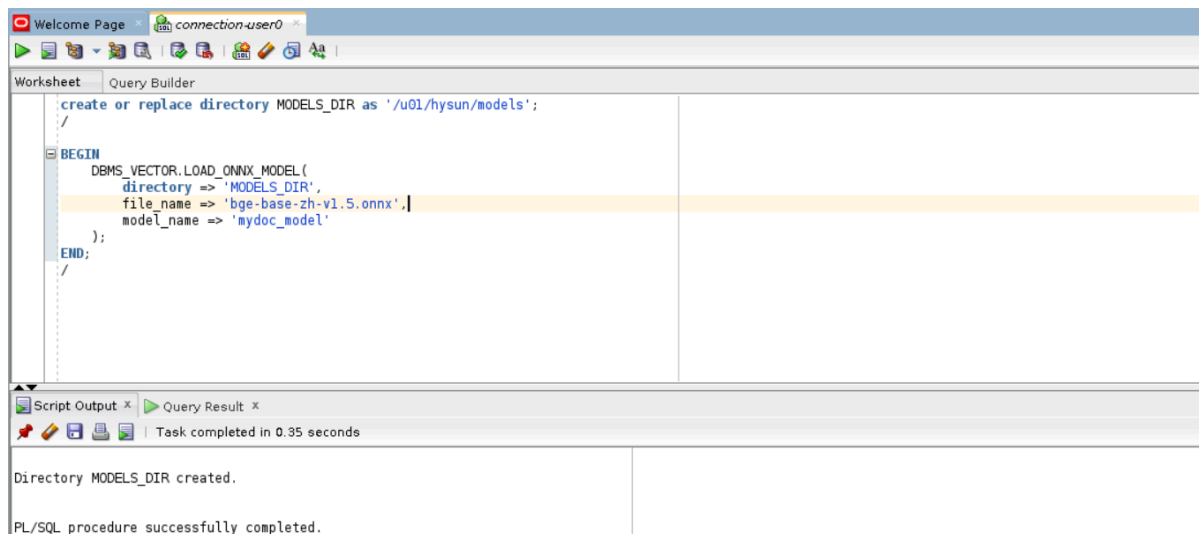 Welcome Page
connection-user0
Worksheet
Query Builder
create or replace directory MODELS_DIR as '/u01/hysun/models';
/
BEGIN
DBMS_VECTOR.LOAD_ONNX_MODEL(
directory => 'MODELS_DIR',
file_name => 'bge-base-zh-v1.5.onnx',
model_name => 'mydoc_model'
);
END;
/
Script Output x
Query Result x
Task completed in 0.35 seconds
Directory MODELS_DIR created.
PL/SQL procedure successfully completed.